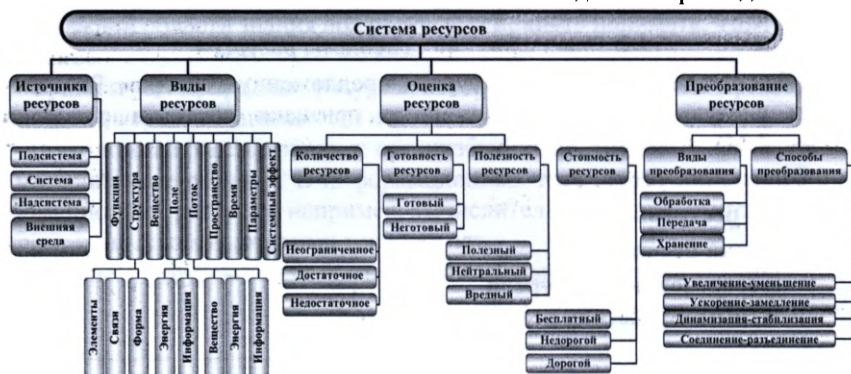 Система ресурсов
Источники
ресурсов
Виды
ресурсов
Оценка
ресурсов
Преобразование
ресурсов
Подсистема
Система
Надсистема
Внешняя
среда
Функции
Структура
Вещество
Поле
Поток
Пространство
Время
Параметры
Системный эффект
Элементы
Связи
Форма
Энергия
Информация
Вещество
Энергия
Информация
Количество
ресурсов
Готовность
ресурсов
Полезность
ресурсов
Стоимость
ресурсов
Неограниченное
Достаточное
Недостаточное
Готовый
Неготовый
Полезный
Нейтральный
Вредный
Бесплатный
Недорогой
Дорогой
Виды
преобразования
Способы
преобразования
Обработка
Передача
Хранение
Увеличение-уменьшение
Ускорение-замедление
Динамизация-стабилизация
Соединение-разъединение